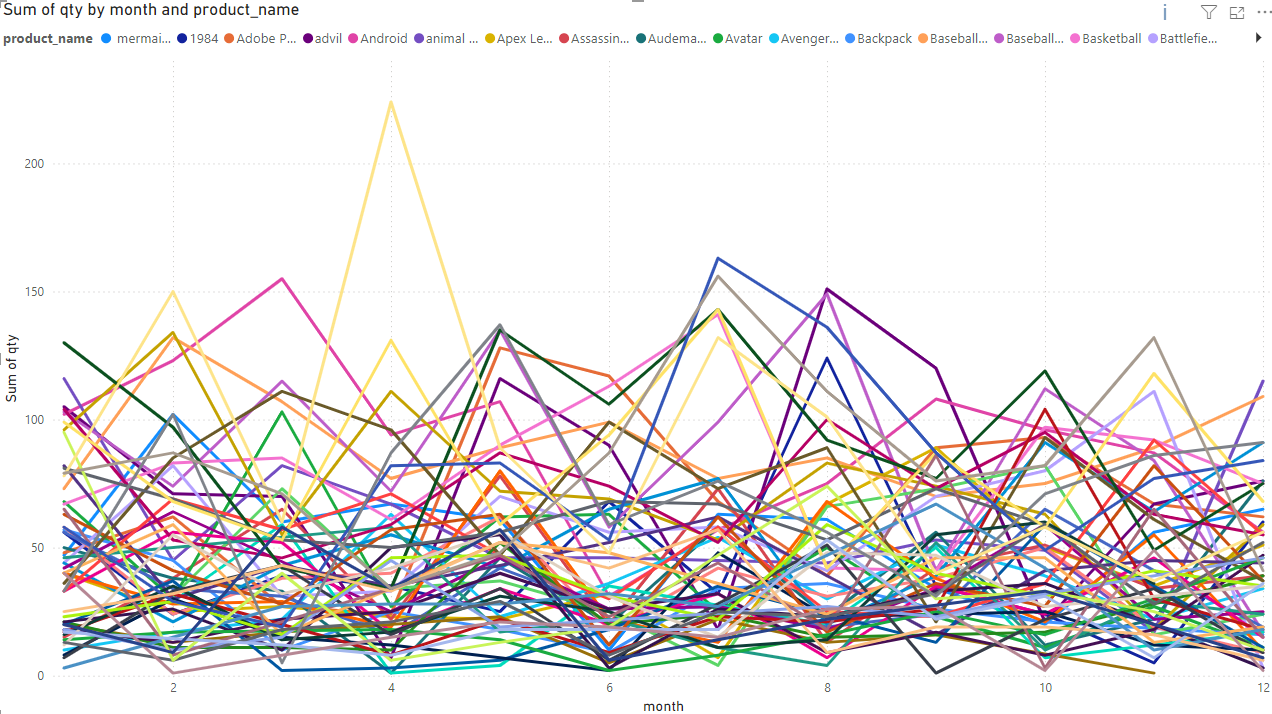 Sum of qty by month and product_name
product_name mermai... 1984 Adobe P... advil Android animal ... Apex Le... Assassin... Audema... Avatar Avenger... Backpack Baseball... Baseball... Basketball Battlefie...
200
150
100
50
0
Sum of qty
2 4 6 8 10 12
month